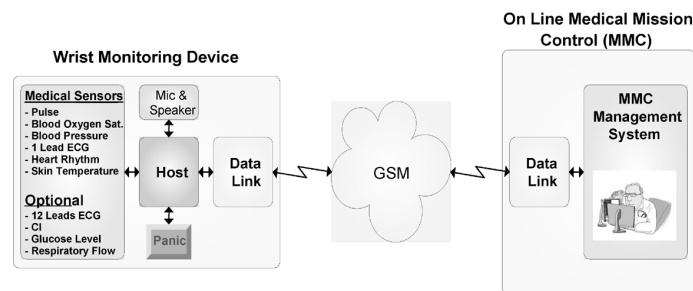 On Line Medical Mission
Control (MMC)
Wrist Monitoring Device
Medical Sensors
- Pulse
- Blood Oxygen Sat.
- Blood Pressure
- 1 Lead ECG
- Heart Rhythm
- Skin Temperature
Optional
- 12 Leads ECG
- CI
- Glucose Level
- Respiratory Flow
Mic &
Speaker
Host
Panic
Data
Link
GSM
Data
Link
MMC
Management
System